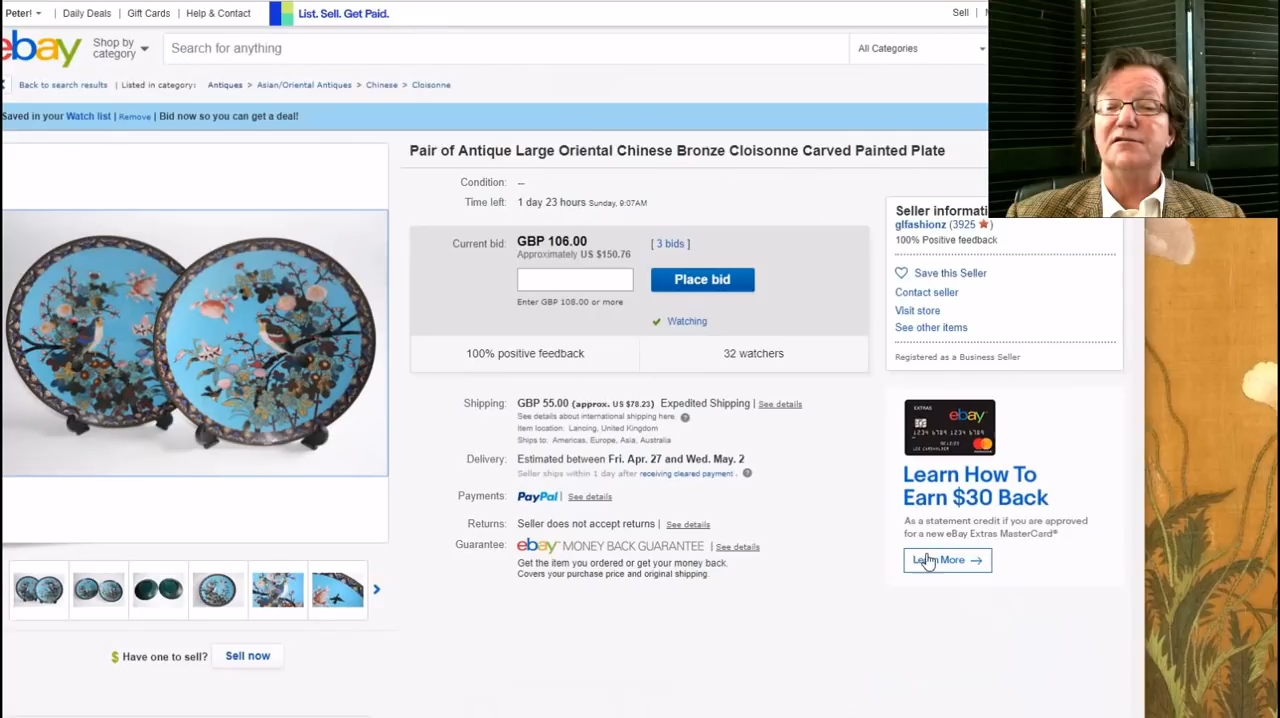 Peter!
Daily Deals
Gift Cards
Help & Contact
List. Sell. Get Paid.
Sell
ebay
Shop by
category
Search for anything
All Categories
Back to search results
Listed in category:
Antiques > Asian/Oriental Antiques > Chinese > Cloisonne
Saved in your Watch list | Remove | Bid now so you can get a deal!
Pair of Antique Large Oriental Chinese Bronze Cloisonne Carved Painted Plate
Condition: --
Time left: 1 day 23 hours Sunday, 9:07AM
Current bid: GBP 106.00 [ 3 bids ]
Approximately US $150.76
Place bid
Enter GBP 108.00 or more
Watching
100% positive feedback
32 watchers
Shipping: GBP 55.00 (approx. US $78.23) Expedited Shipping | See details
See details about international shipping here.
Item location: Lancing, United Kingdom
Ships to: Americas, Europe, Asia, Australia
Delivery: Estimated between Fri. Apr. 27 and Wed. May. 2
Seller ships within 1 day after receiving cleared payment.
Payments: PayPal | See details
Returns: Seller does not accept returns | See details
Guarantee: ebay MONEY BACK GUARANTEE | See details
Get the item you ordered or get your money back.
Covers your purchase price and original shipping.
Seller informati
glfashionz (3925)
100% Positive feedback
Save this Seller
Contact seller
Visit store
See other items
Registered as a Business Seller
EXTRAS ebay
Learn How To
Earn $30 Back
As a statement credit if you are approved
for a new eBay Extras MasterCard®
Learn More
$ Have one to sell? Sell now